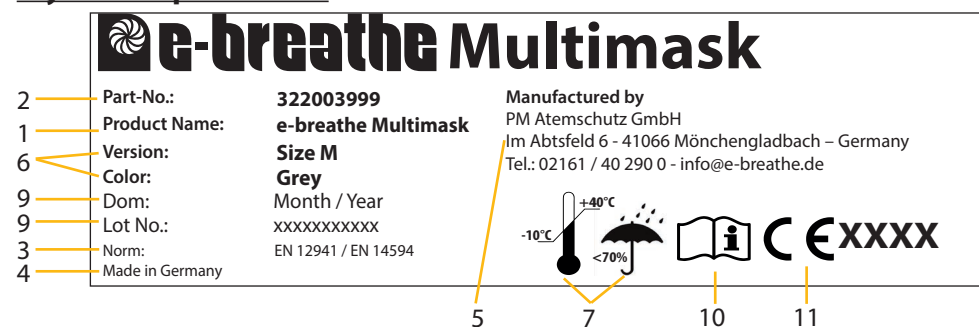 e-breathe Multimask
2 Part-No.: 322003999
1 Product Name: e-breathe Multimask
6 Version: Size M
Color: Grey
9 Dom: Month / Year
9 Lot No.: xxxxxxxxxxx
3 Norm: EN 12941 / EN 14594
4 Made in Germany
Manufactured by
PM Atemschutz GmbH
Im Abtsfeld 6 - 41066 Mönchengladbach – Germany
Tel.: 02161 / 40 290 0 - info@e-breathe.de
+40°C
-10°C
<70%
i
CE XXXX
5 7 10 11